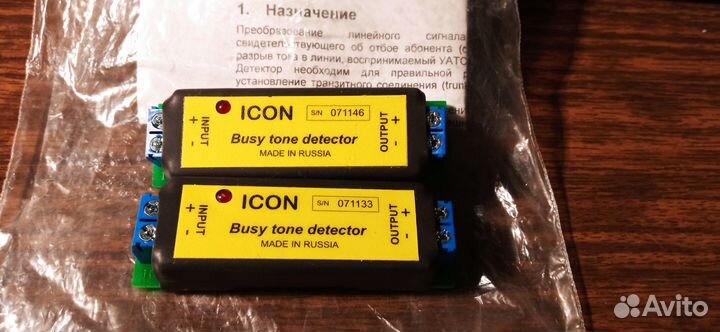 1. Назначение
Преобразование линейного сигнала
свидетельствующего об отбое абонента
разрыв тока в линии, воспринимаемый УАТС
Детектор необходим для правильной
установление транзитного соединения (trun
ICON S/N 071146
+ INPUT -
Busy tone detector
MADE IN RUSSIA
OUTPUT + -
ICON S/N 071133
+ INPUT -
Busy tone detector
MADE IN RUSSIA
OUTPUT + -
Avito